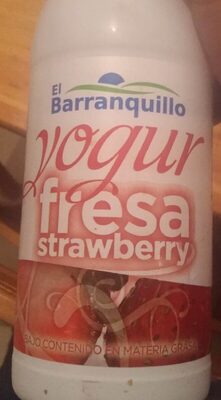 El
Barranquillo
yogur
fresa
strawberry
BAJO CONTENIDO EN MATERIA GRASA